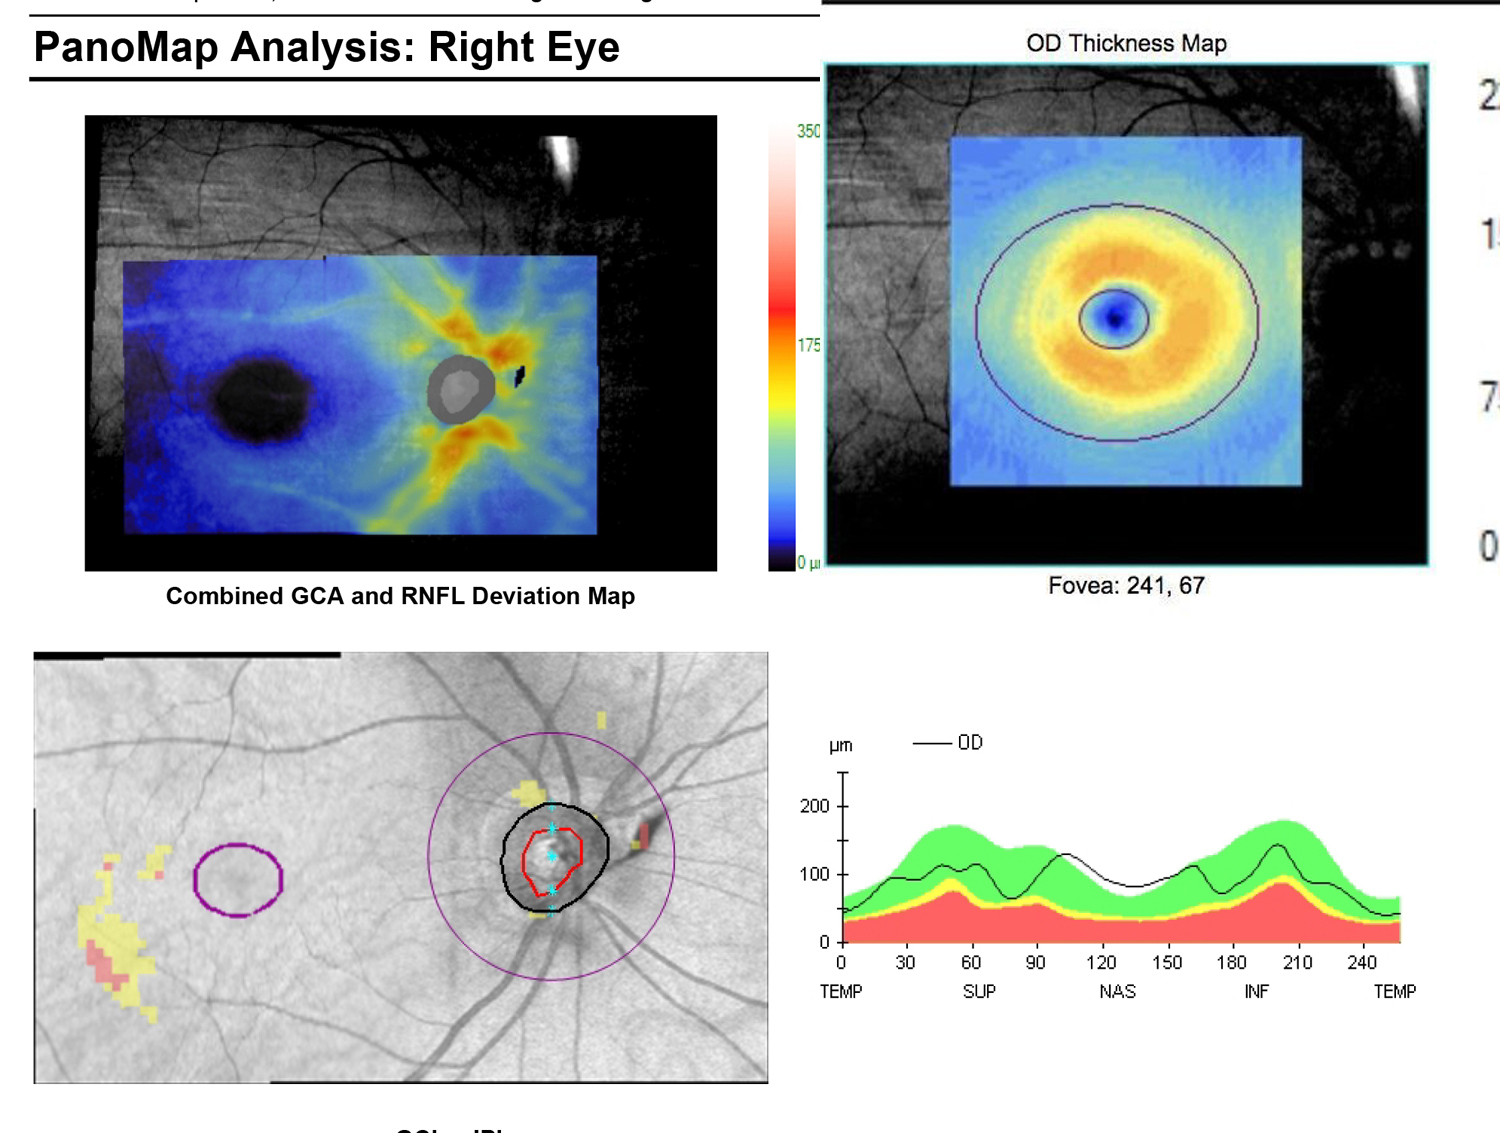 PanoMap Analysis: Right Eye
OD Thickness Map
350
175
0
Fovea: 241, 67
Combined GCA and RNFL Deviation Map
µm
OD
200
100
0
0 30 60 90 120 150 180 210 240
TEMP SUP NAS INF TEMP